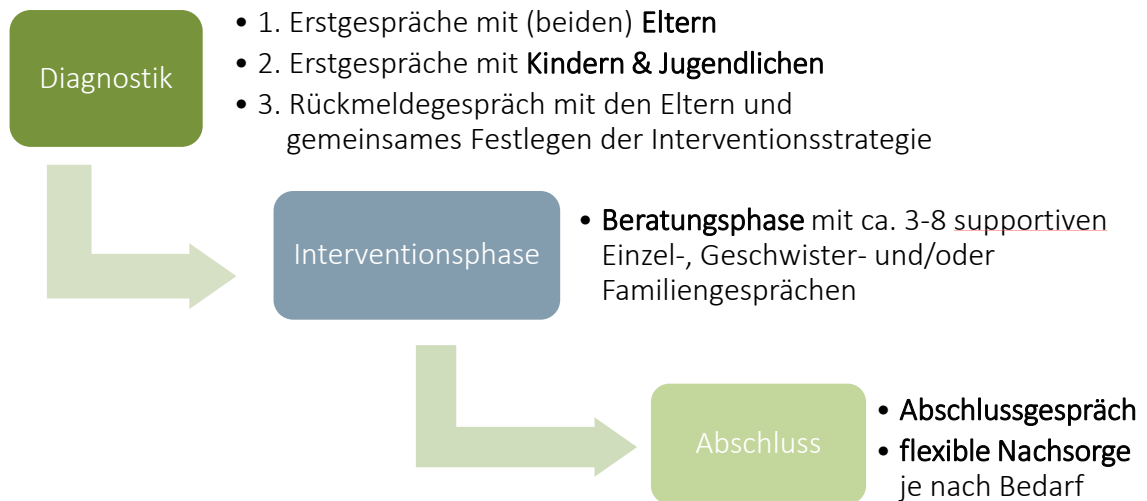 Diagnostik
• 1. Erstgespräche mit (beiden) Eltern
• 2. Erstgespräche mit Kindern & Jugendlichen
• 3. Rückmeldegespräch mit den Eltern und
gemeinsames Festlegen der Interventionsstrategie
Interventionsphase
• Beratungsphase mit ca. 3-8 supportiven
Einzel-, Geschwister- und/oder
Familiengesprächen
Abschluss
• Abschlussgespräch
• flexible Nachsorge
je nach Bedarf